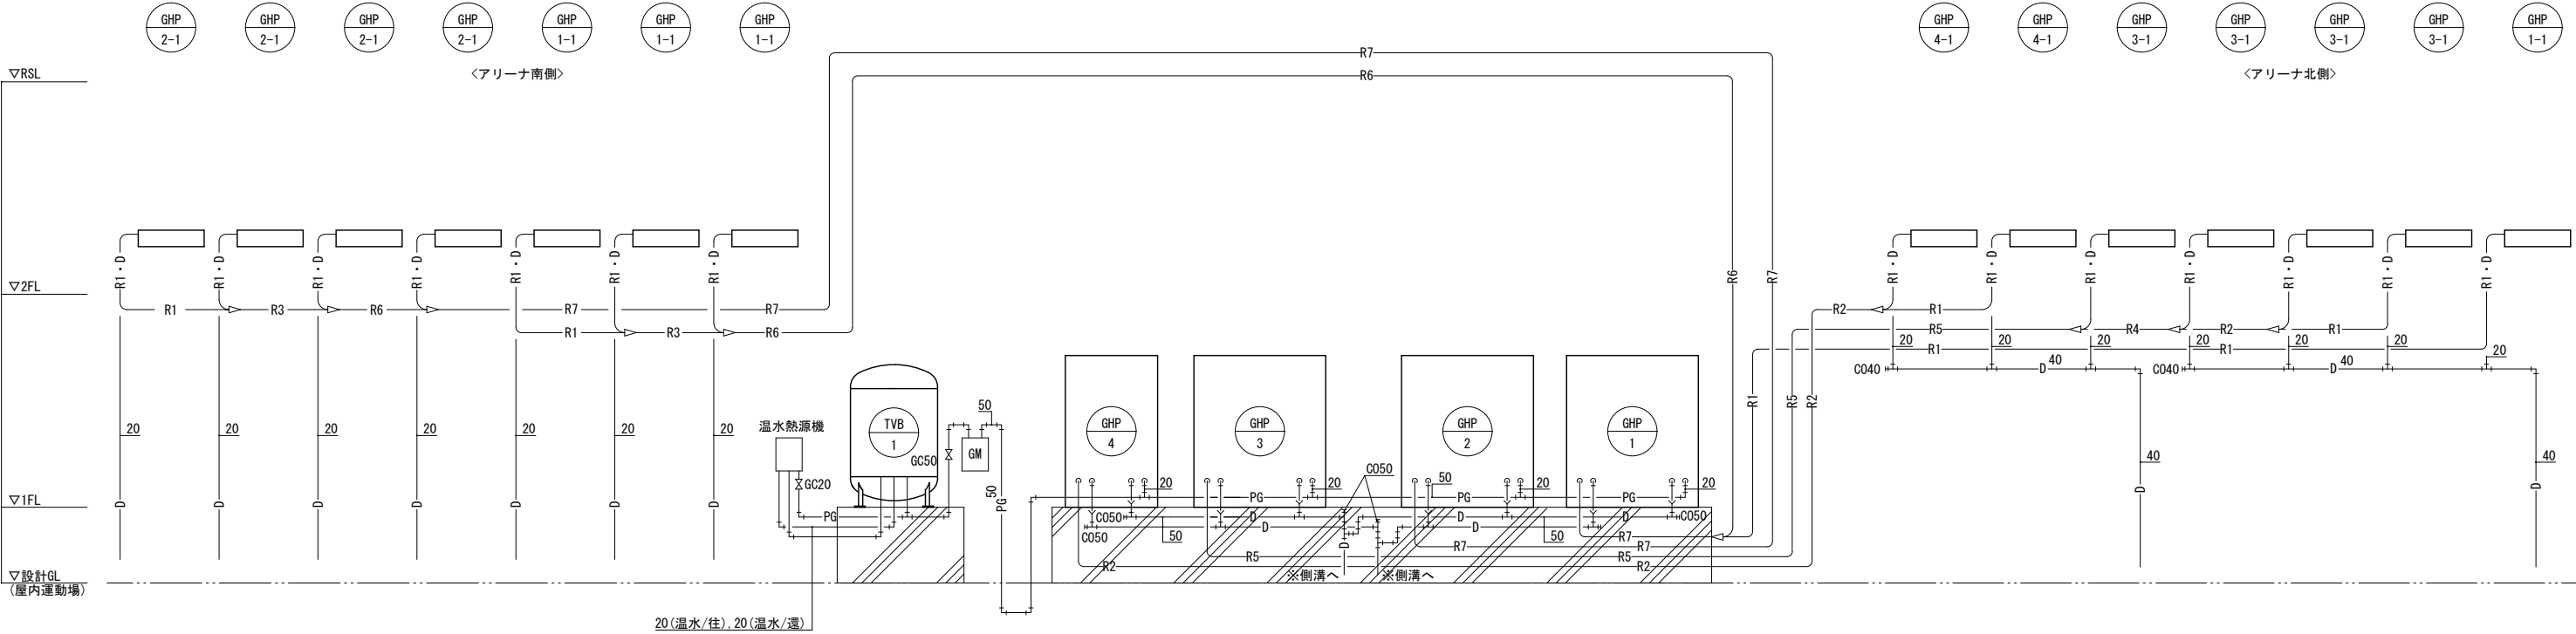 GHP GHP GHP GHP GHP GHP GHP GHP GHP GHP GHP GHP GHP GHP
2-1 2-1 2-1 2-1 1-1 1-1 1-1 4-1 4-1 3-1 3-1 3-1 3-1 1-1
R7
▽RSL <アリーナ南側> R6 <アリーナ北側>
R1・D R1・D R1・D R1・D R1・D R1・D R1・D R1・D R1・D R1・D R1・D R1・D R1・D R1・D
R6 R7
▽2FL
R1 R3 R6 R7 R7 R2 R1
R1 R3 R6 R5 R4 R2 R1
20 20 20 20 20 20
R1 R1 20
CO40 D 40 CO40 D 40
R1 R5 R2
50
20 20 20 20 20 20 20 温水熱源機 TVB GHP GHP GHP GHP
1 4 3 2 1
GC50 GM 40 40
CO50
GC20 50 20 20 50 20 20
▽1FL D D D D D D D PG PG PG PG D D
PG CO50 D D D CO50
CO50 D D
50 D 50
R7 R7 R7
R5 R5
R2 R2
▽設計GL ※側溝へ ※側溝へ
(屋内運動場)
20(温水/往).20(温水/還)